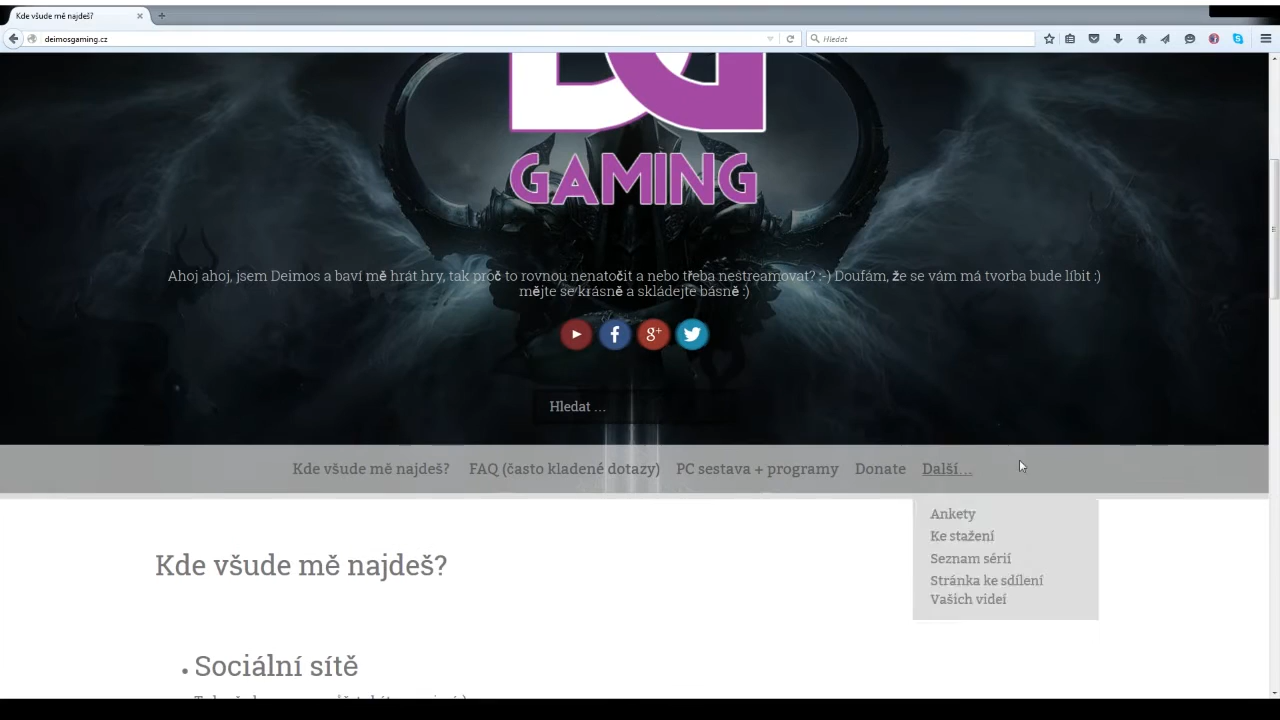 Kde všude mě najdeš?
deimosgaming.cz
Hledat
DG
GAMING
Ahoj ahoj, jsem Deimos a baví mě hrát hry, tak proč to rovnou nenatočit a nebo třeba nestreamovat? :-) Doufám, že se vám má tvorba bude líbit :)
mějte se krásně a skládejte básně :)
Hledat ...
Kde všude mě najdeš? FAQ (často kladené dotazy) PC sestava + programy Donate Další...
Ankety
Ke stažení
Seznam sérií
Stránka ke sdílení
Vašich videí
Kde všude mě najdeš?
• Sociální sítě